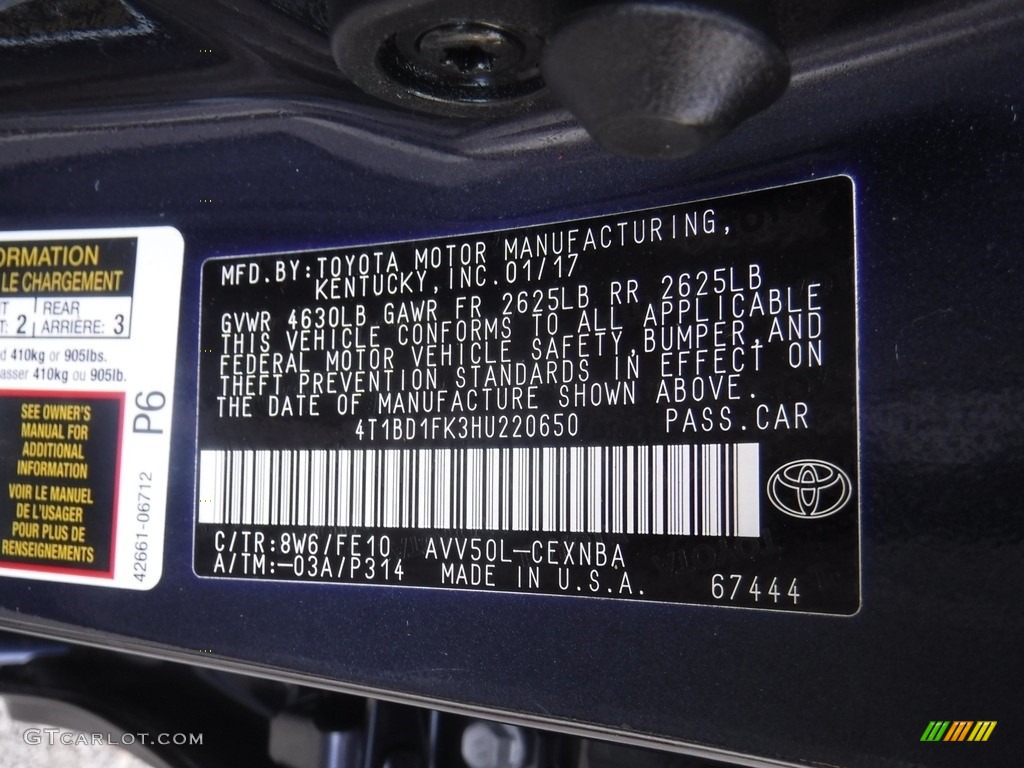 ORMATION
LE CHARGEMENT
REAR
2 ARRIÈRE: 3
410kg or 905lbs.
asser 410kg ou 905lb.
SEE OWNER'S
MANUAL FOR
ADDITIONAL
INFORMATION
VOIR LE MANUEL
DE L'USAGER
POUR PLUS DE
RENSEIGNEMENTS
P6
42661-06712
MFD.BY:TOYOTA MOTOR MANUFACTURING,
KENTUCKY,INC.01/17
GVWR 4630LB GAWR FR 2625LB RR 2625LB
THIS VEHICLE CONFORMS TO ALL APPLICABLE
FEDERAL MOTOR VEHICLE SAFETY,BUMPER,AND
THEFT PREVENTION STANDARDS IN EFFECT ON
THE DATE OF MANUFACTURE SHOWN ABOVE.
4T1BD1FK3HU220650 PASS.CAR
C/TR:8W6/FE10 AVV50L-CEXNBA
A/TM:-03A/P314 MADE IN U.S.A.
67444
GTCARLOT.COM